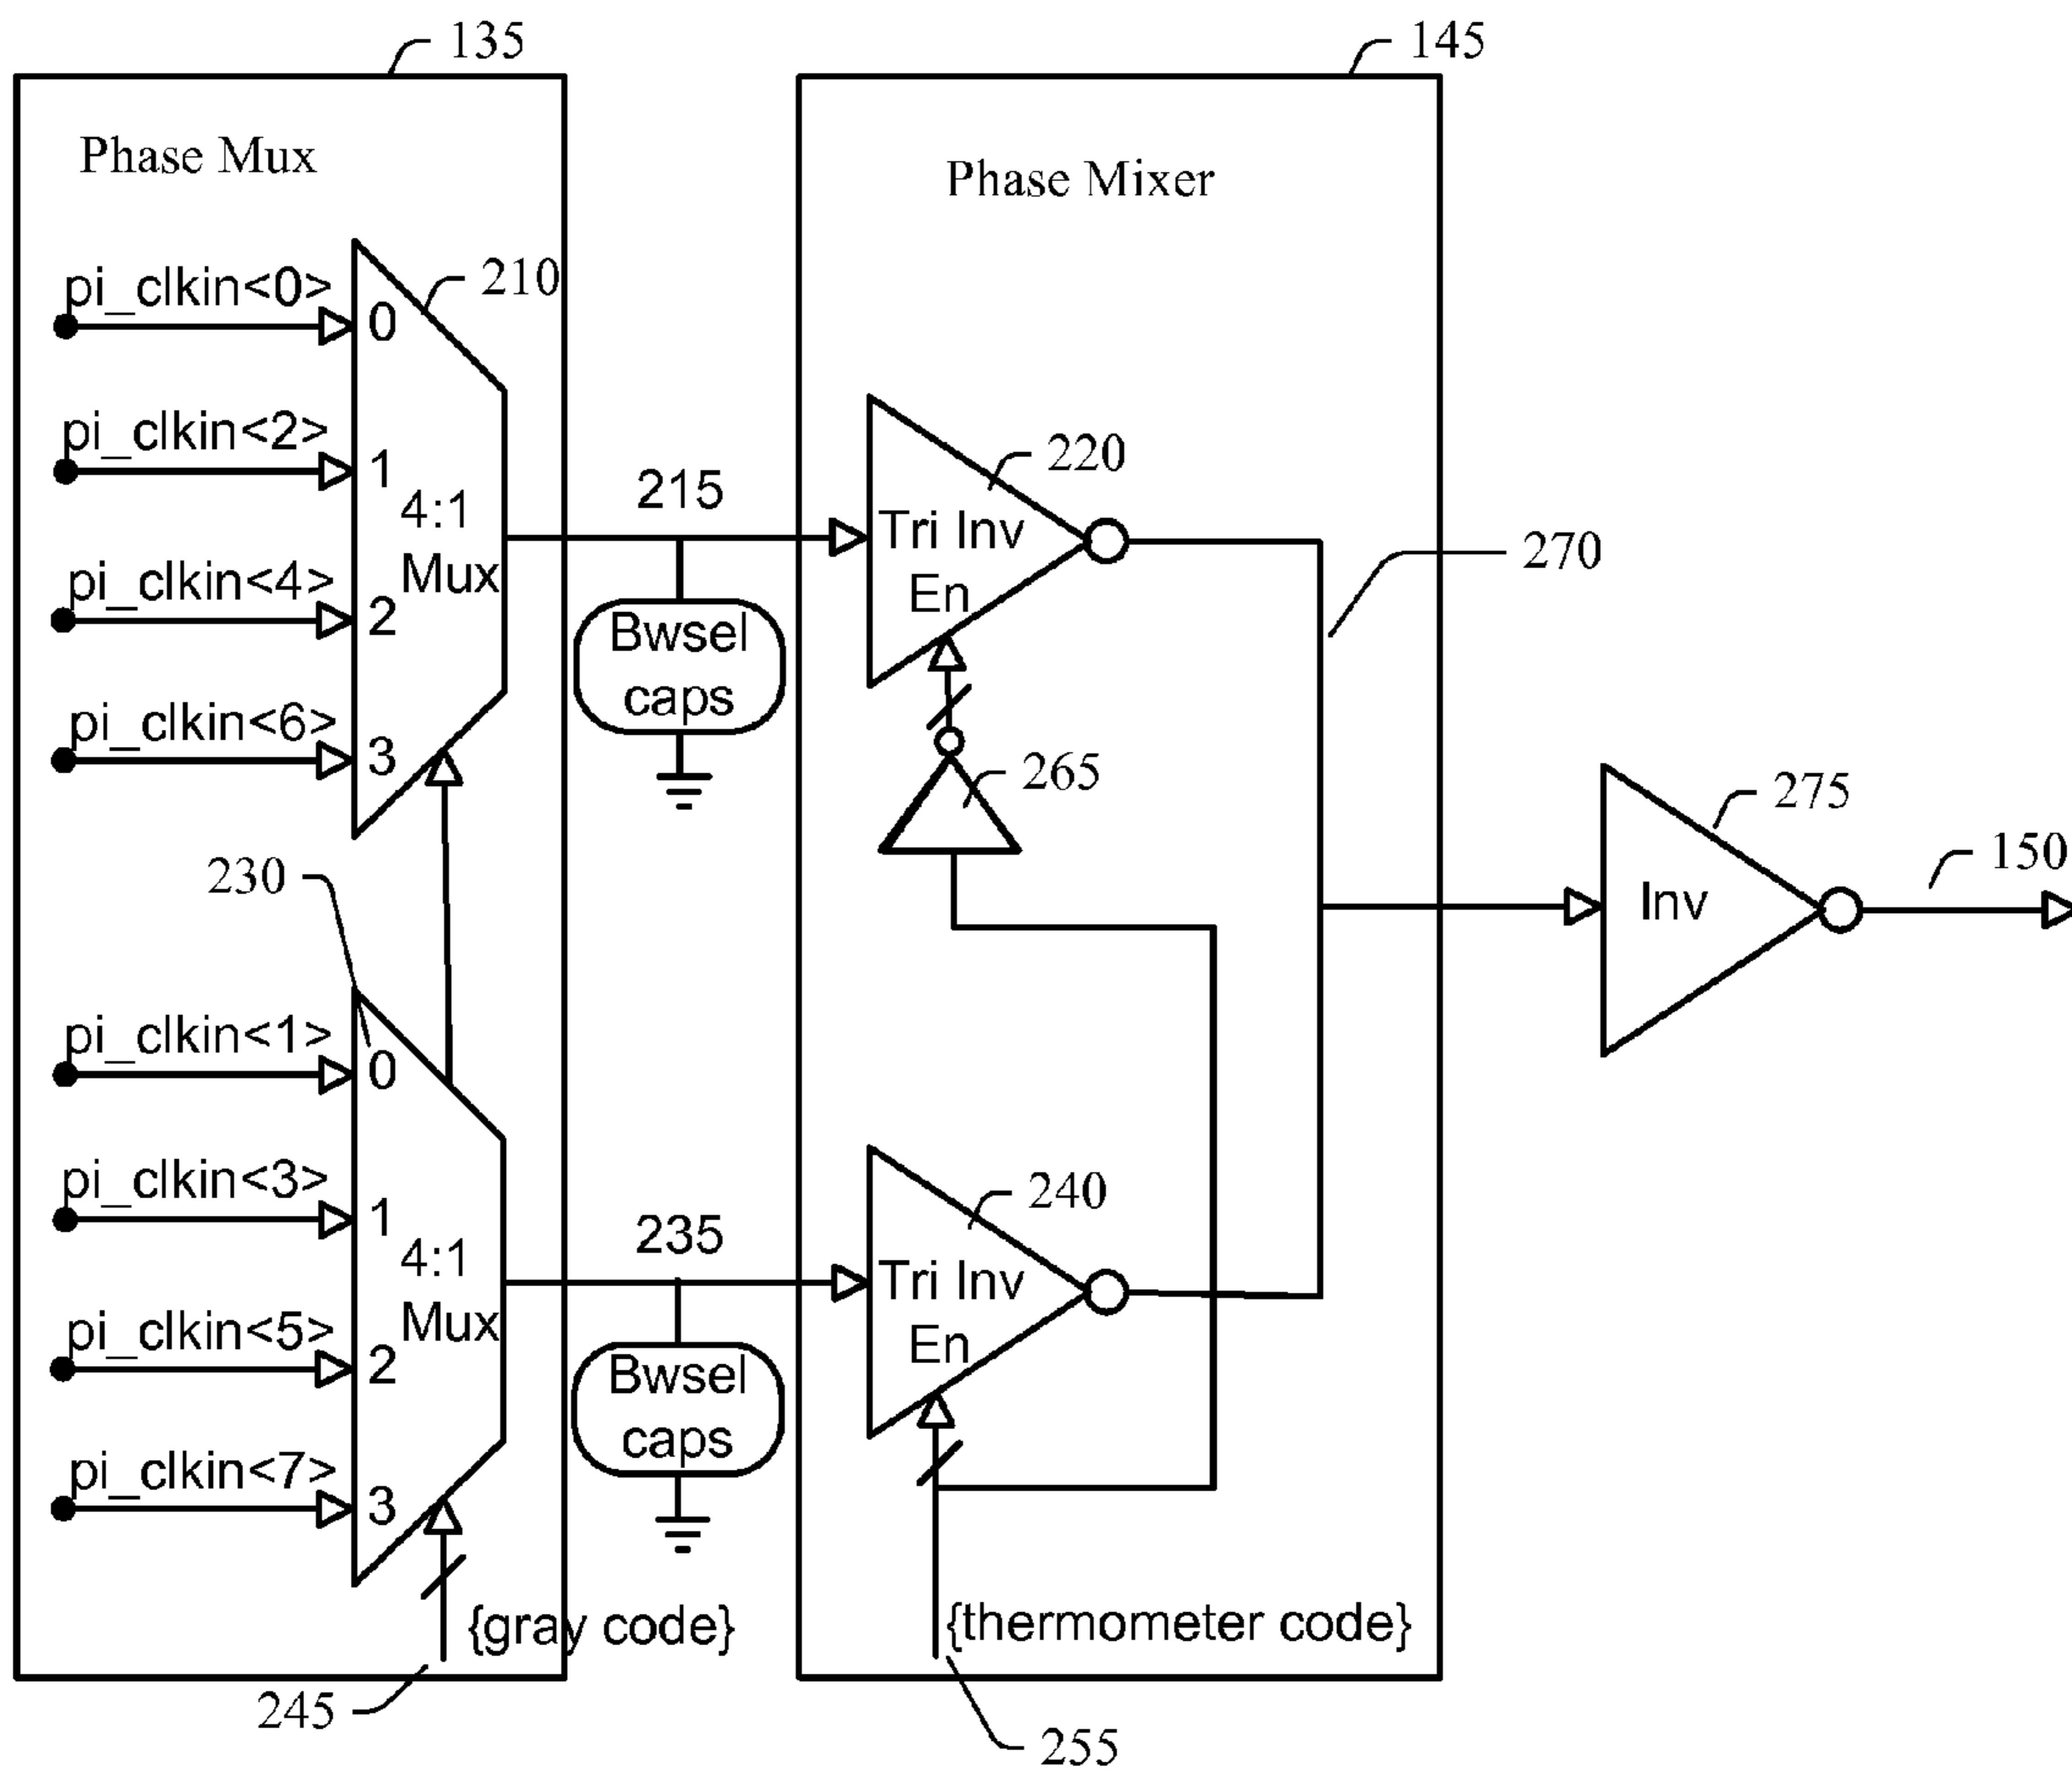 135
145
Phase Mux
Phase Mixer
pi_clkin<0>
0
210
pi_clkin<2>
1
pi_clkin<4>
2
pi_clkin<6>
3
4:1
Mux
215
Bwsel
caps
220
Tri Inv
En
265
270
275
Inv
150
230
pi_clkin<1>
0
pi_clkin<3>
1
pi_clkin<5>
2
pi_clkin<7>
3
4:1
Mux
235
Bwsel
caps
240
Tri Inv
En
{gray code}
{thermometer code}
245
255